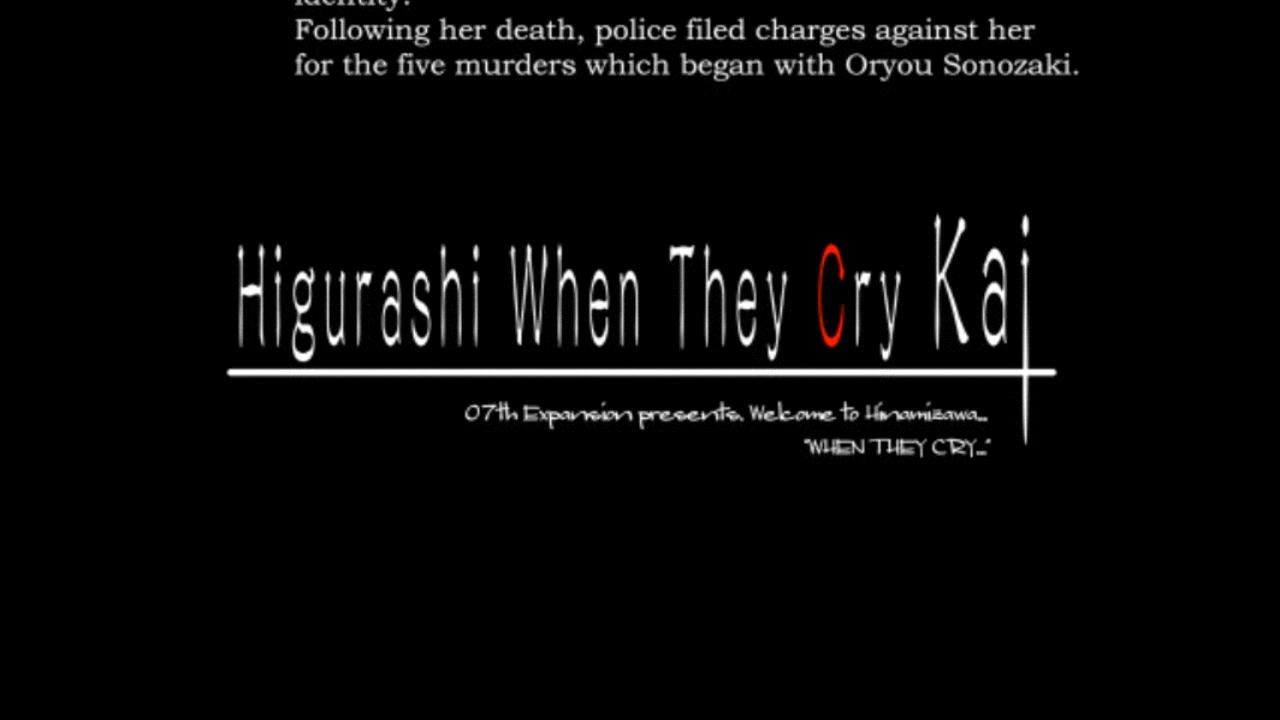 identity.
Following her death, police filed charges against her
for the five murders which began with Oryou Sonozaki.
Higurashi When They Cry Kai
07th Expansion presents. Welcome to Hinamizawa...
"WHEN THEY CRY..."